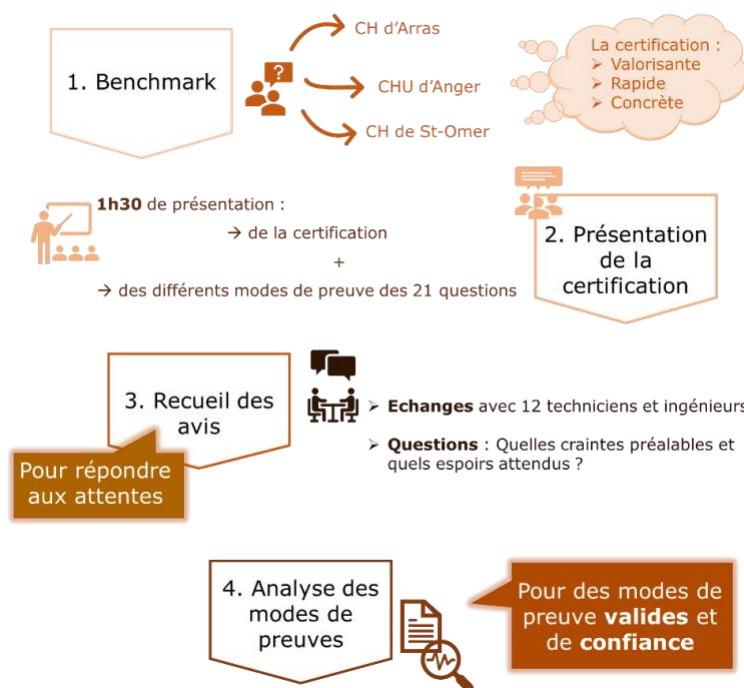 1. Benchmark
?
CH d'Arras
CHU d'Anger
CH de St-Omer
La certification :
➢ Valorisante
➢ Rapide
➢ Concrète
1h30 de présentation :
→ de la certification
+
→ des différents modes de preuve des 21 questions
2. Présentation
de la
certification
3. Recueil des
avis
Pour répondre
aux attentes
➢ Echanges avec 12 techniciens et ingénieurs
➢ Questions : Quelles craintes préalables et
quels espoirs attendus ?
4. Analyse des
modes de
preuves
Pour des modes de
preuve valides et
de confiance